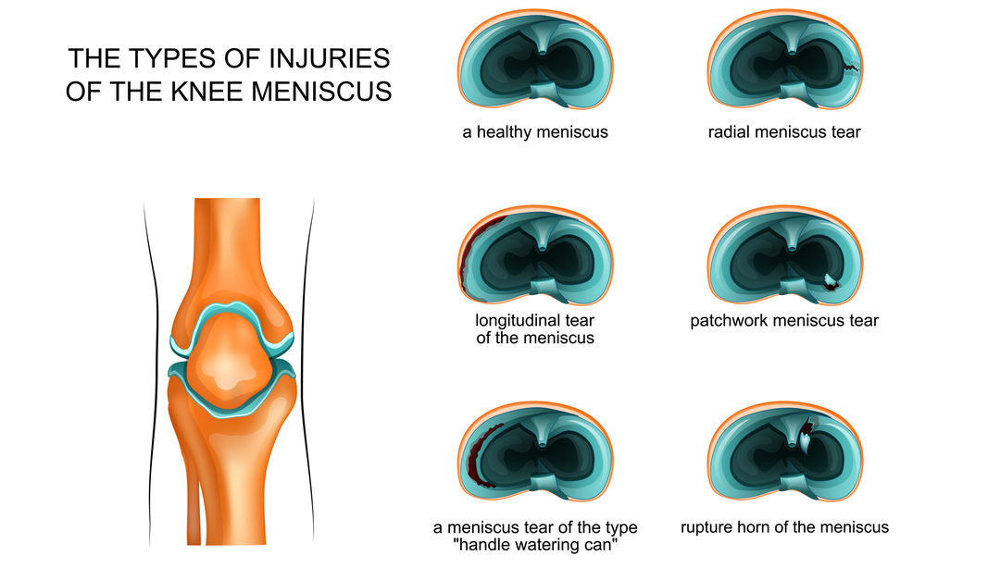 THE TYPES OF INJURIES
OF THE KNEE MENISCUS
a healthy meniscus
radial meniscus tear
longitudinal tear
of the meniscus
patchwork meniscus tear
a meniscus tear of the type
"handle watering can"
rupture horn of the meniscus